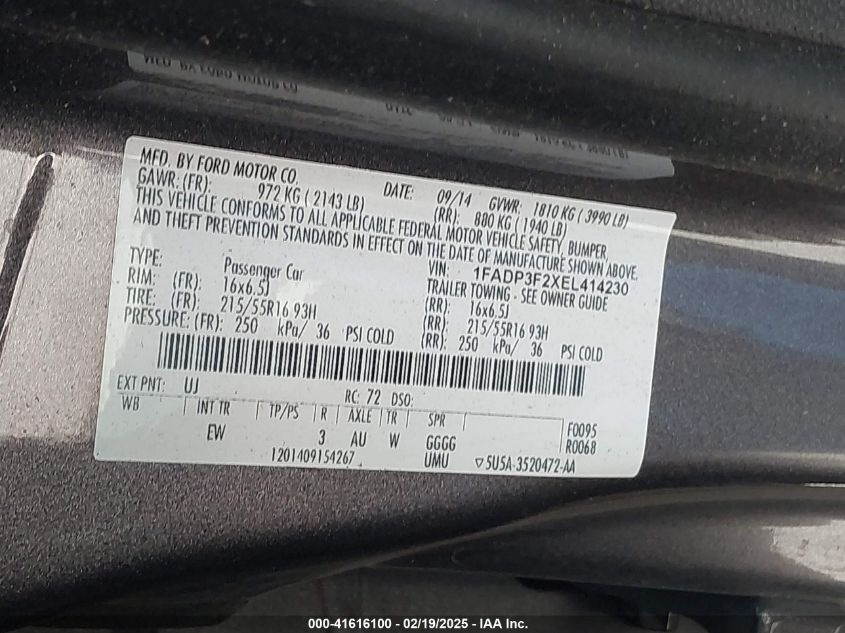 MFD. BY FORD MOTOR CO. DATE: 09/14 GVWR: 1810 KG ( 3990 LB)
GAWR: (FR): 972 KG ( 2143 LB) (RR): 880 KG ( 1940 LB)
THIS VEHICLE CONFORMS TO ALL APPLICABLE FEDERAL MOTOR VEHICLE SAFETY, BUMPER,
AND THEFT PREVENTION STANDARDS IN EFFECT ON THE DATE OF MANUFACTURE SHOWN ABOVE.
VIN: 1FADP3F2XEL414230
TYPE: Passenger Car TRAILER TOWING - SEE OWNER GUIDE
RIM: (FR): 16x6.5J (RR): 16x6.5J
TIRE: (FR): 215/55R16 93H (RR): 215/55R16 93H
PRESSURE: (FR): 250 kPa/ 36 PSI COLD (RR): 250 kPa/ 36 PSI COLD
EXT PNT: UJ RC: 72 DSO:
WB INT TR TP/PS R AXLE TR SPR F0095
EW 3 AU W GGGG R0068
1201409154267 UMU ▽5U5A-3520472-AA
000-41616100 - 02/19/2025 - IAA Inc.